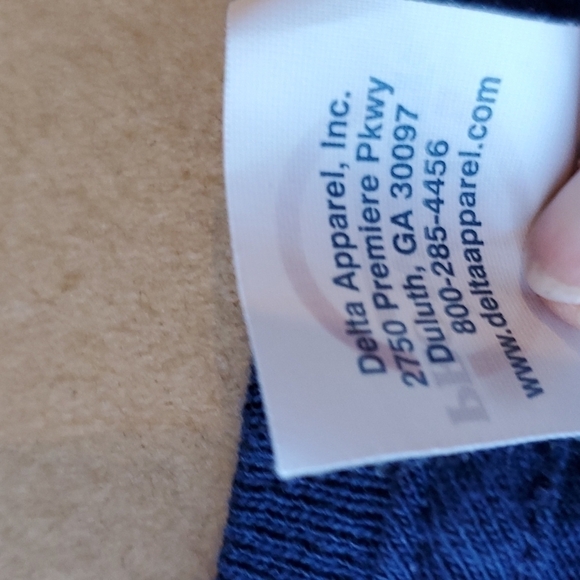 Delta Apparel, Inc.
2750 Premiere Pkwy
Duluth, GA 30097
800-285-4456
www.deltaapparel.com